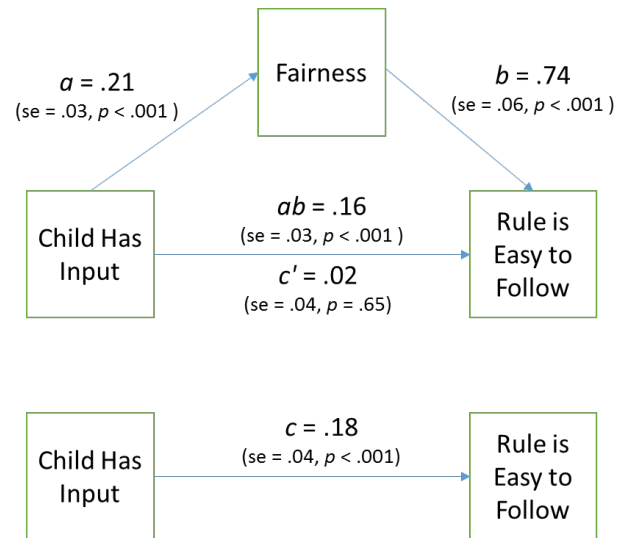 Fairness
a = .21
(se = .03, p < .001 )
b = .74
(se = .06, p < .001 )
Child Has
Input
ab = .16
(se = .03, p < .001 )
c' = .02
(se = .04, p = .65)
Rule is
Easy to
Follow
Child Has
Input
c = .18
(se = .04, p < .001)
Rule is
Easy to
Follow